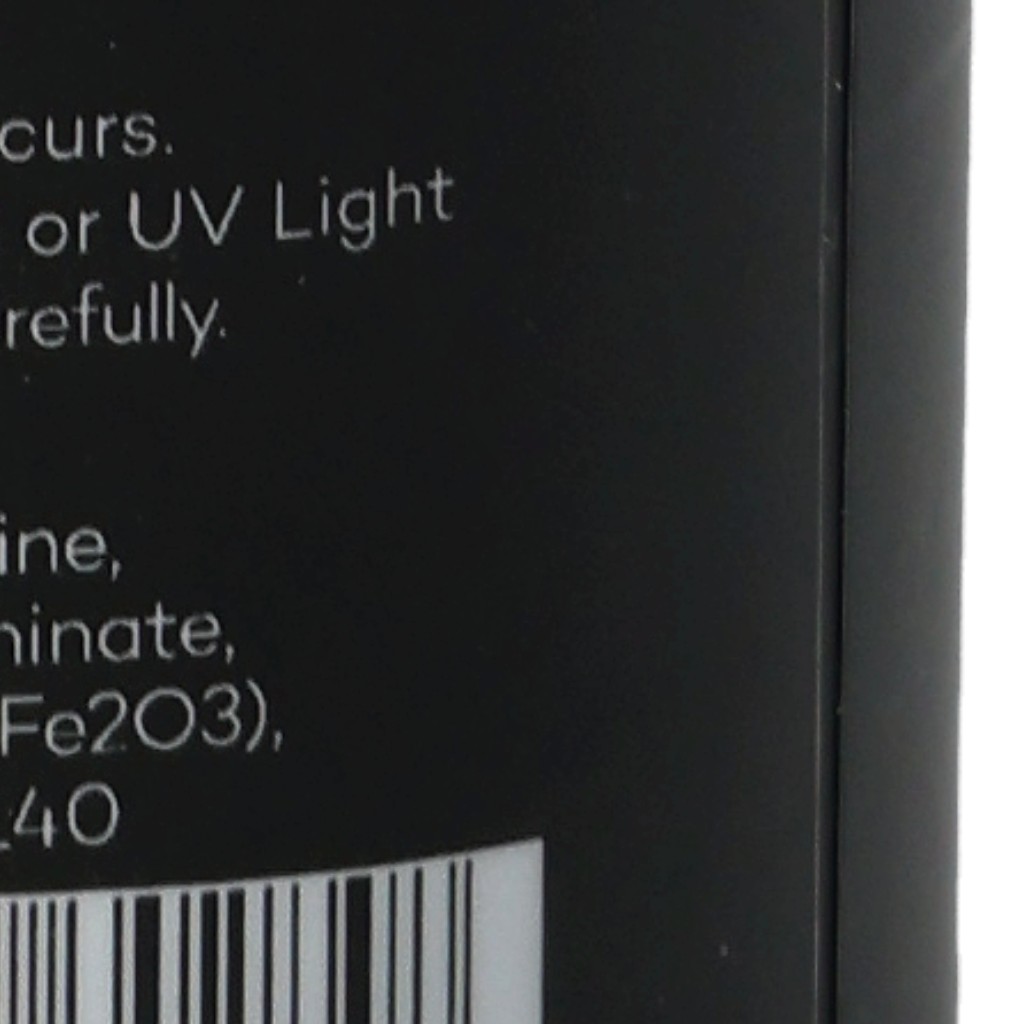 curs.
or UV Light
refully.
ine,
ninate,
Fe2O3),
40